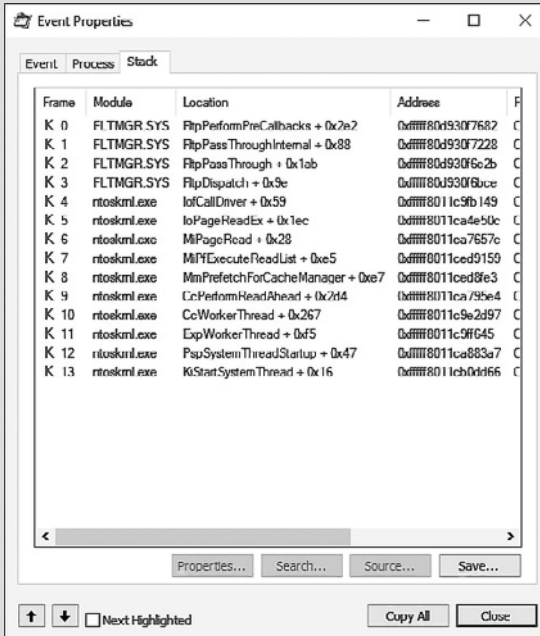 Event Properties
Event Process Stack
Frame Module Location Address F
K 0 FLTMGR.SYS FltpPerformPreCallbacks + 0x2e2 0xfffff80d930f7682 C
K 1 FLTMGR.SYS FltpPassThroughInternal + 0x88 0xfffff80d930f7228 C
K 2 FLTMGR.SYS FltpPassThrough + 0x1ab 0xfffff80d930f6e2b C
K 3 FLTMGR.SYS FltpDispatch + 0x9e 0xfffff80d930f6bce C
K 4 ntoskrnl.exe IofCallDriver + 0x59 0xfffff8011c9fb149 C
K 5 ntoskrnl.exe IoPageReadEx + 0x1ec 0xfffff8011ca4e50c C
K 6 ntoskrnl.exe MiPageRead + 0x28 0xfffff8011ca7657c C
K 7 ntoskrnl.exe MiPfExecuteReadList + 0xe5 0xfffff8011ced9159 C
K 8 ntoskrnl.exe MmPrefetchForCacheManager + 0xe7 0xfffff8011ced8fe3 C
K 9 ntoskrnl.exe CcPerformReadAhead + 0x2d4 0xfffff8011ca795e4 C
K 10 ntoskrnl.exe CcWorkerThread + 0x267 0xfffff8011c9e2d97 C
K 11 ntoskrnl.exe ExpWorkerThread + 0xf5 0xfffff8011c9ff645 C
K 12 ntoskrnl.exe PspSystemThreadStartup + 0x47 0xfffff8011ca883a7 C
K 13 ntoskrnl.exe KiStartSystemThread + 0x16 0xfffff8011cb0dd66 C
Properties... Search... Source... Save...
Next Highlighted Copy All Close